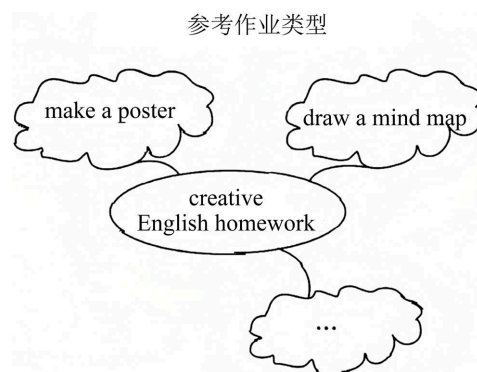 参考作业类型
make a poster
draw a mind map
creative
English homework
...